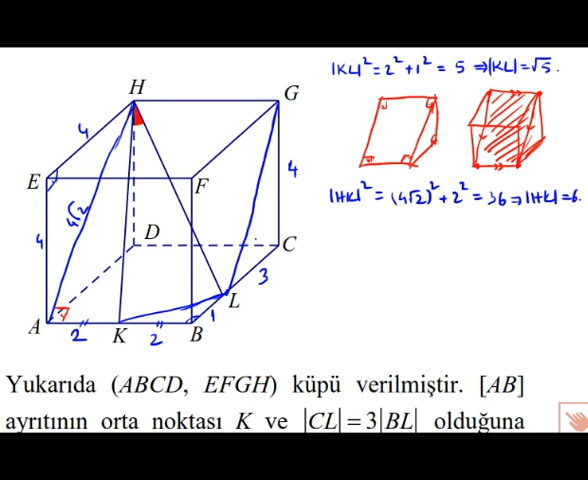 |KL|² = 2² + 1² = 5 ⇒ |KL| = √5.
H
G
4
E
F
4
4√2
|HK|² = (4√2)² + 2² = 36 ⇒ |HK| = 6.
4
D
C
3
L
A
2
K
2
B
1
Yukarıda (ABCD, EFGH) küpü verilmiştir. [AB]
ayrıtının orta noktası K ve |CL| = 3|BL| olduğuna